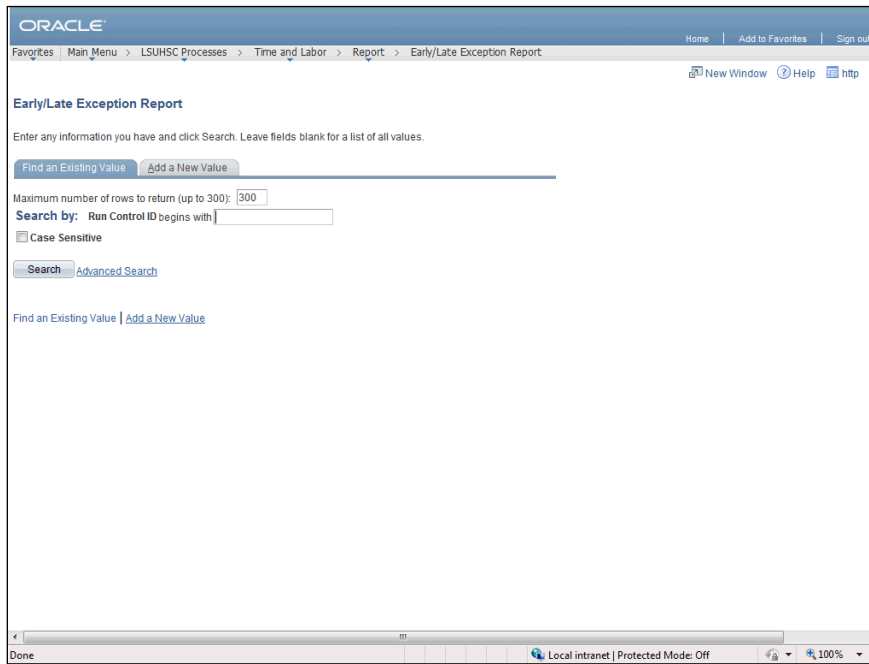 ORACLE
Home | Add to Favorites | Sign out
Favorites Main Menu > LSUHSC Processes > Time and Labor > Report > Early/Late Exception Report
New Window Help http
Early/Late Exception Report
Enter any information you have and click Search. Leave fields blank for a list of all values.
Find an Existing Value Add a New Value
Maximum number of rows to return (up to 300): 300
Search by: Run Control ID begins with
Case Sensitive
Search Advanced Search
Find an Existing Value | Add a New Value
Done Local intranet | Protected Mode: Off 100%